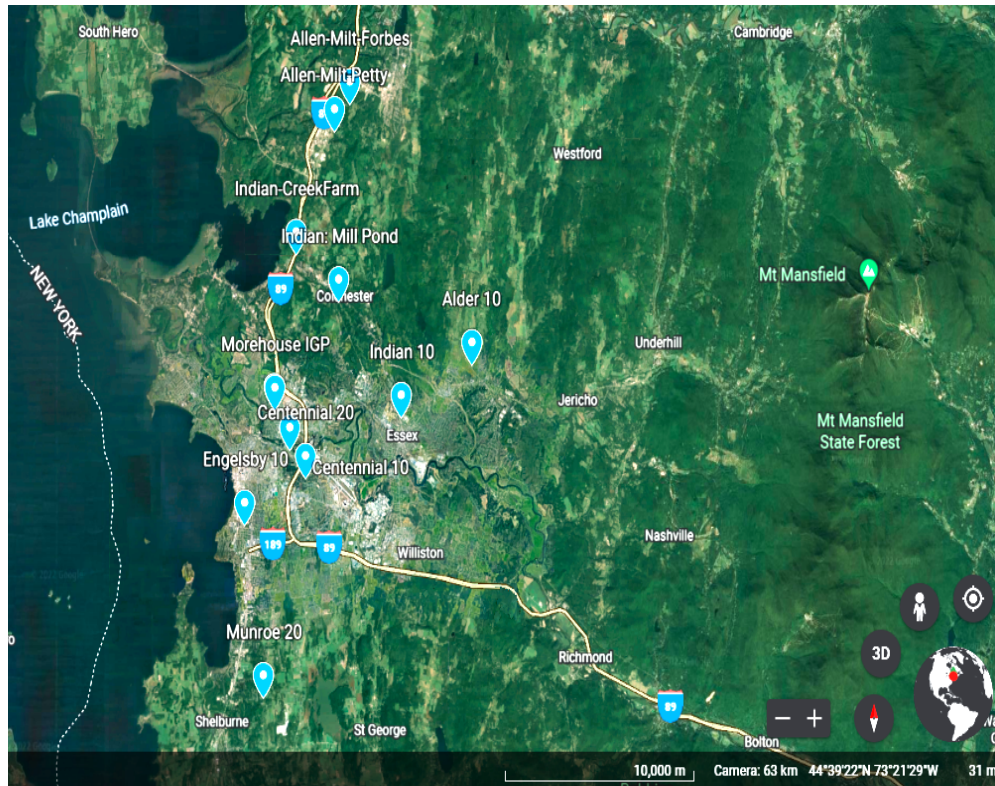 South Hero
Allen-Milt-Forbes
Cambridge
Allen-Milt-Petty
Westford
Indian-CreekFarm
Lake Champlain
Indian: Mill Pond
NEW YORK
Mt Mansfield
89
Colchester
Alder 10
Morehouse IGP
Indian 10
Underhill
Jericho
Centennial 20
Mt Mansfield
State Forest
Essex
Engelsby 10
Centennial 10
189
89
Williston
Nashville
Munroe 20
3D
Richmond
89
Shelburne
St George
Bolton
10,000 m
Camera: 63 km 44°39'22"N 73°21'29"W
31 m